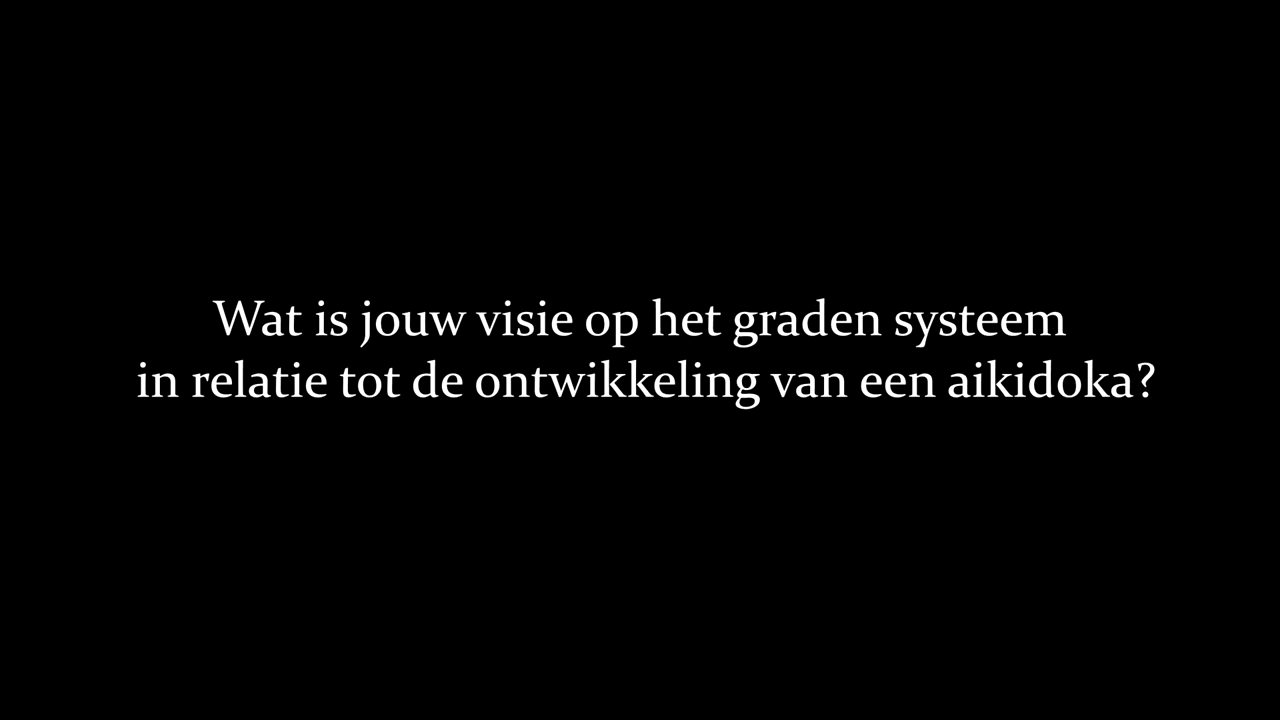 Wat is jouw visie op het graden systeem
in relatie tot de ontwikkeling van een aikidoka?